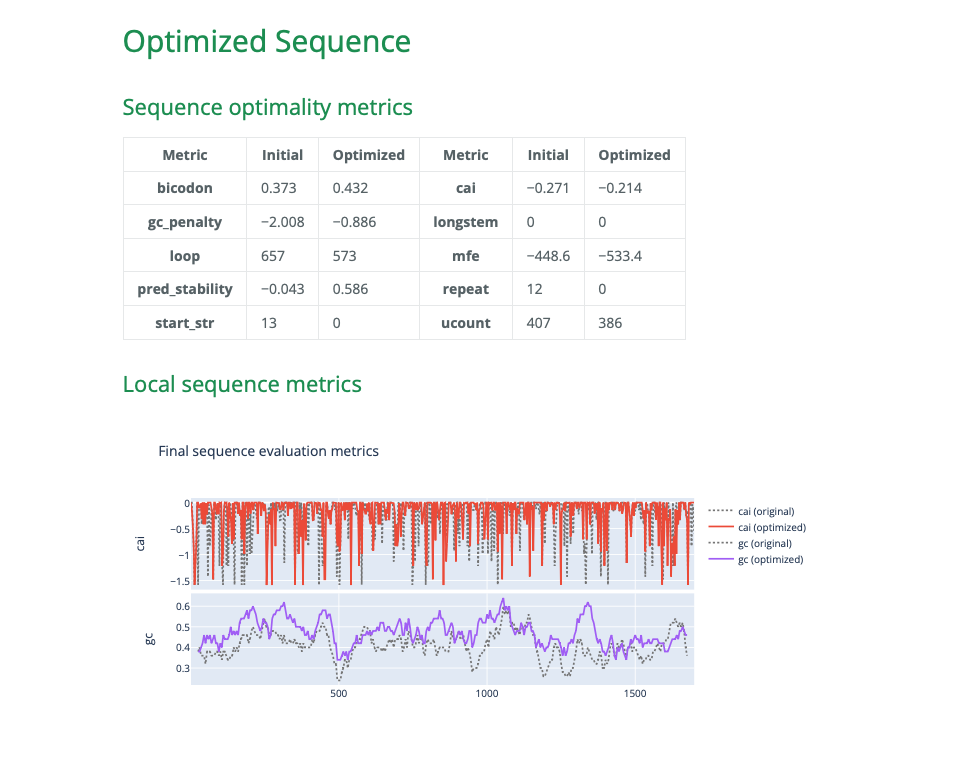 Optimized Sequence
Sequence optimality metrics
Metric Initial Optimized Metric Initial Optimized
bicodon 0.373 0.432 cai −0.271 −0.214
gc_penalty −2.008 −0.886 longstem 0 0
loop 657 573 mfe −448.6 −533.4
pred_stability −0.043 0.586 repeat 12 0
start_str 13 0 ucount 407 386
Local sequence metrics
Final sequence evaluation metrics
0
−0.5
−1
−1.5
cai
0.6
0.5
0.4
0.3
gc
500 1000 1500
cai (original)
cai (optimized)
gc (original)
gc (optimized)